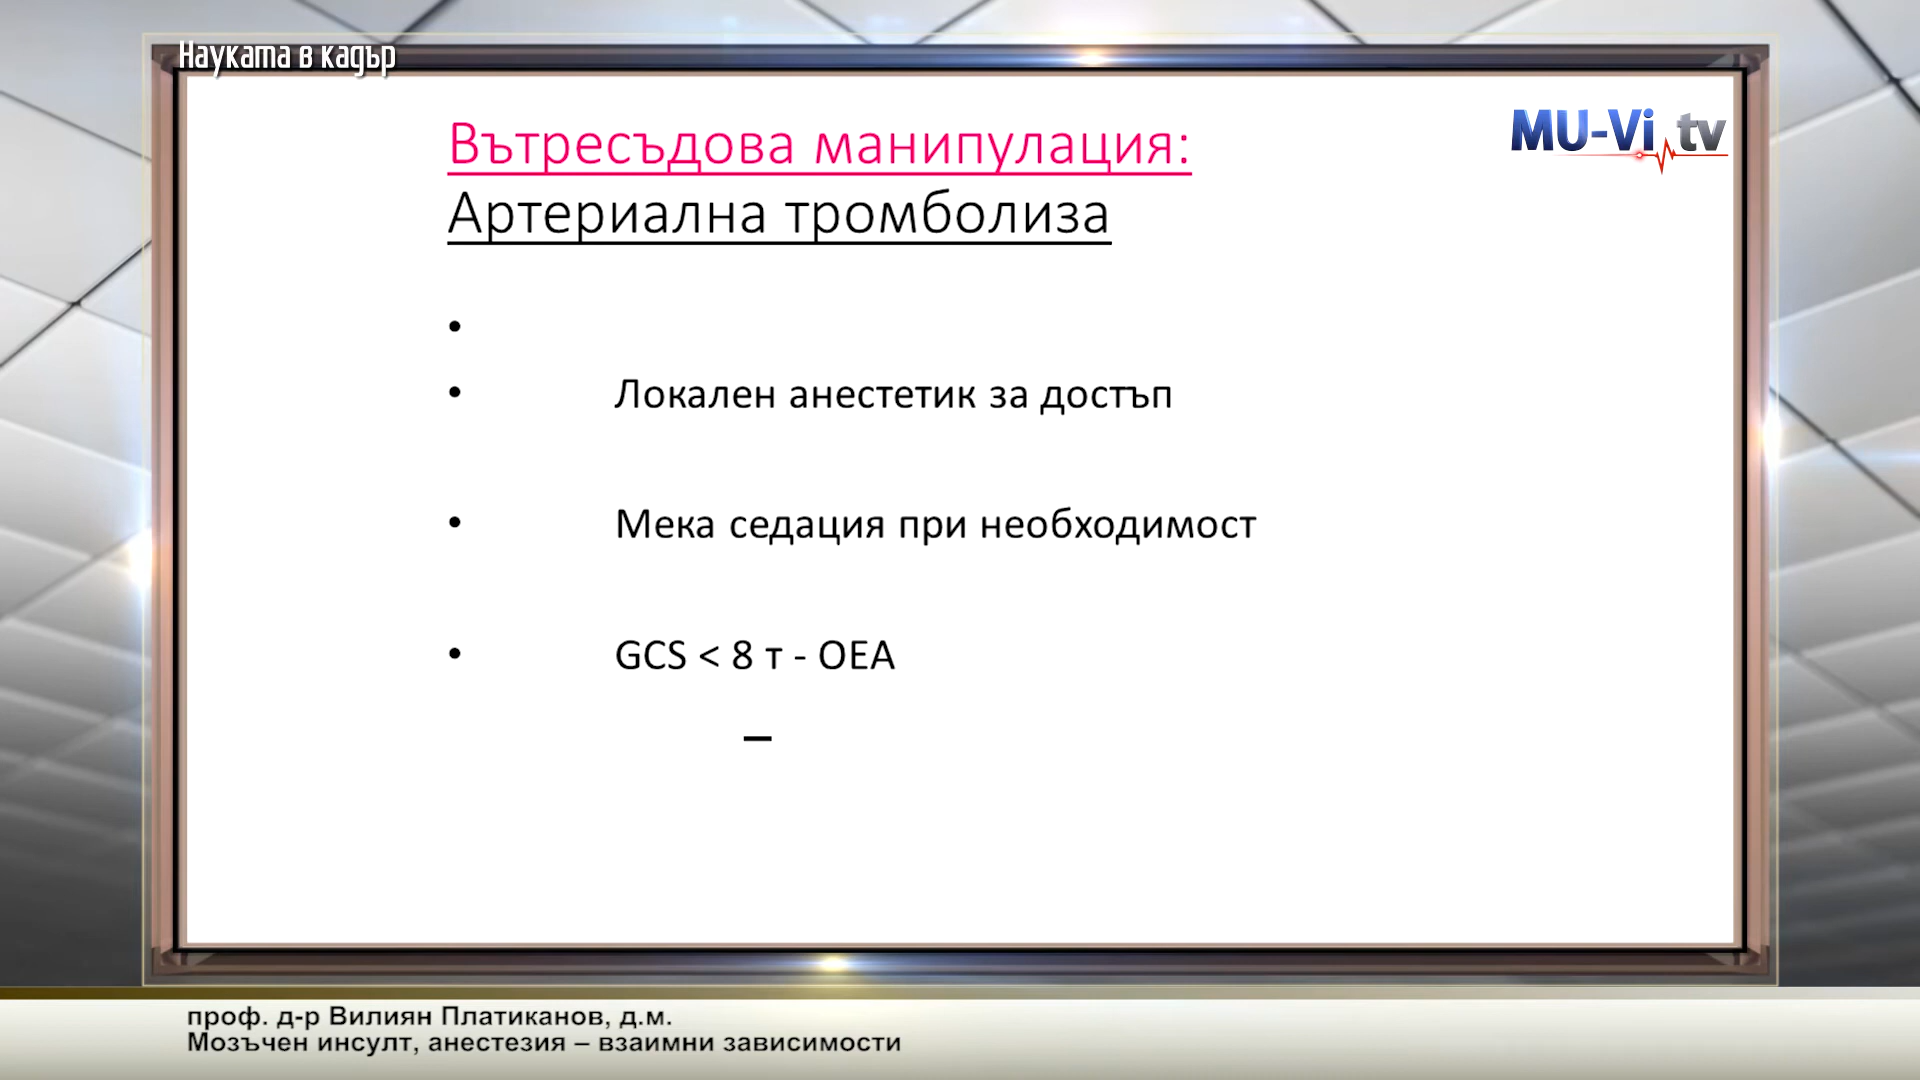 Науката в кадър
MU-Vi tv
Вътресъдова манипулация:
Артериална тромболиза
•
• Локален анестетик за достъп
• Мека седация при необходимост
• GCS < 8 т - ОЕА
–
проф. д-р Вилиян Платиканов, д.м.
Мозъчен инсулт, анестезия – взаимни зависимости